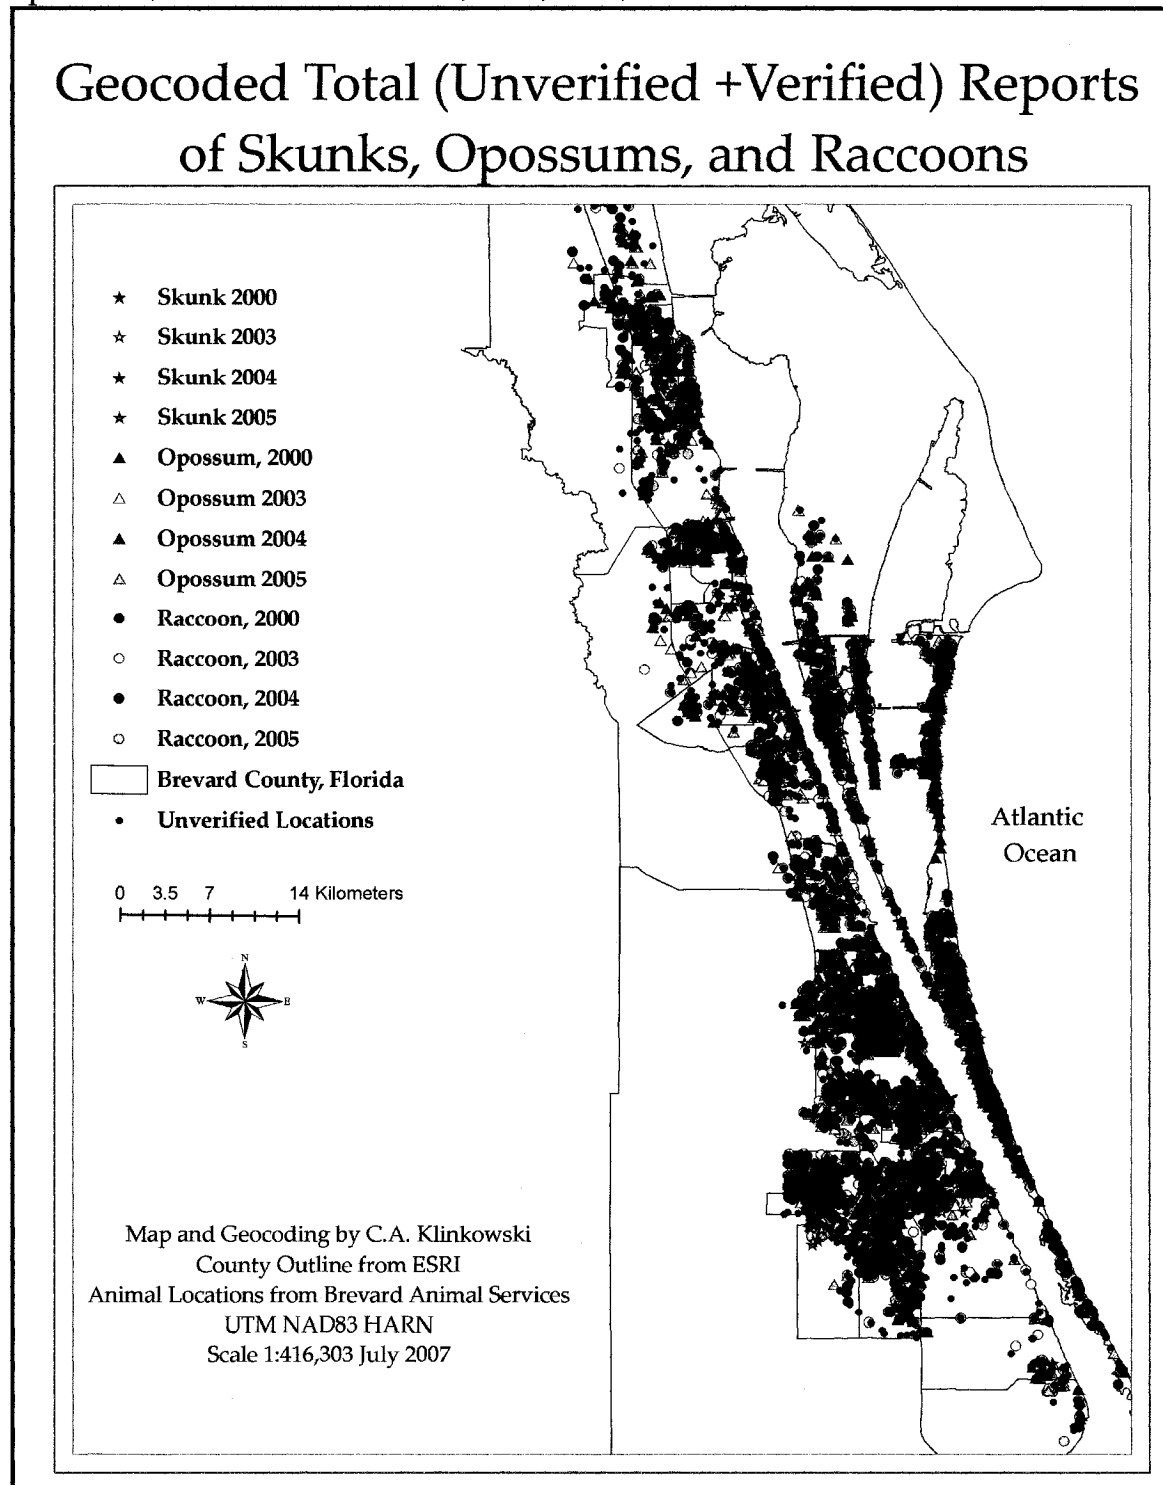 Geocoded Total (Unverified +Verified) Reports
of Skunks, Opossums, and Raccoons
Skunk 2000
Skunk 2003
Skunk 2004
Skunk 2005
Opossum, 2000
Opossum 2003
Opossum 2004
Opossum 2005
Raccoon, 2000
Raccoon, 2003
Raccoon, 2004
Raccoon, 2005
Brevard County, Florida
Unverified Locations
Atlantic
Ocean
0 3.5 7 14 Kilometers
N
W E
S
Map and Geocoding by C.A. Klinkowski
County Outline from ESRI
Animal Locations from Brevard Animal Services
UTM NAD83 HARN
Scale 1:416,303 July 2007